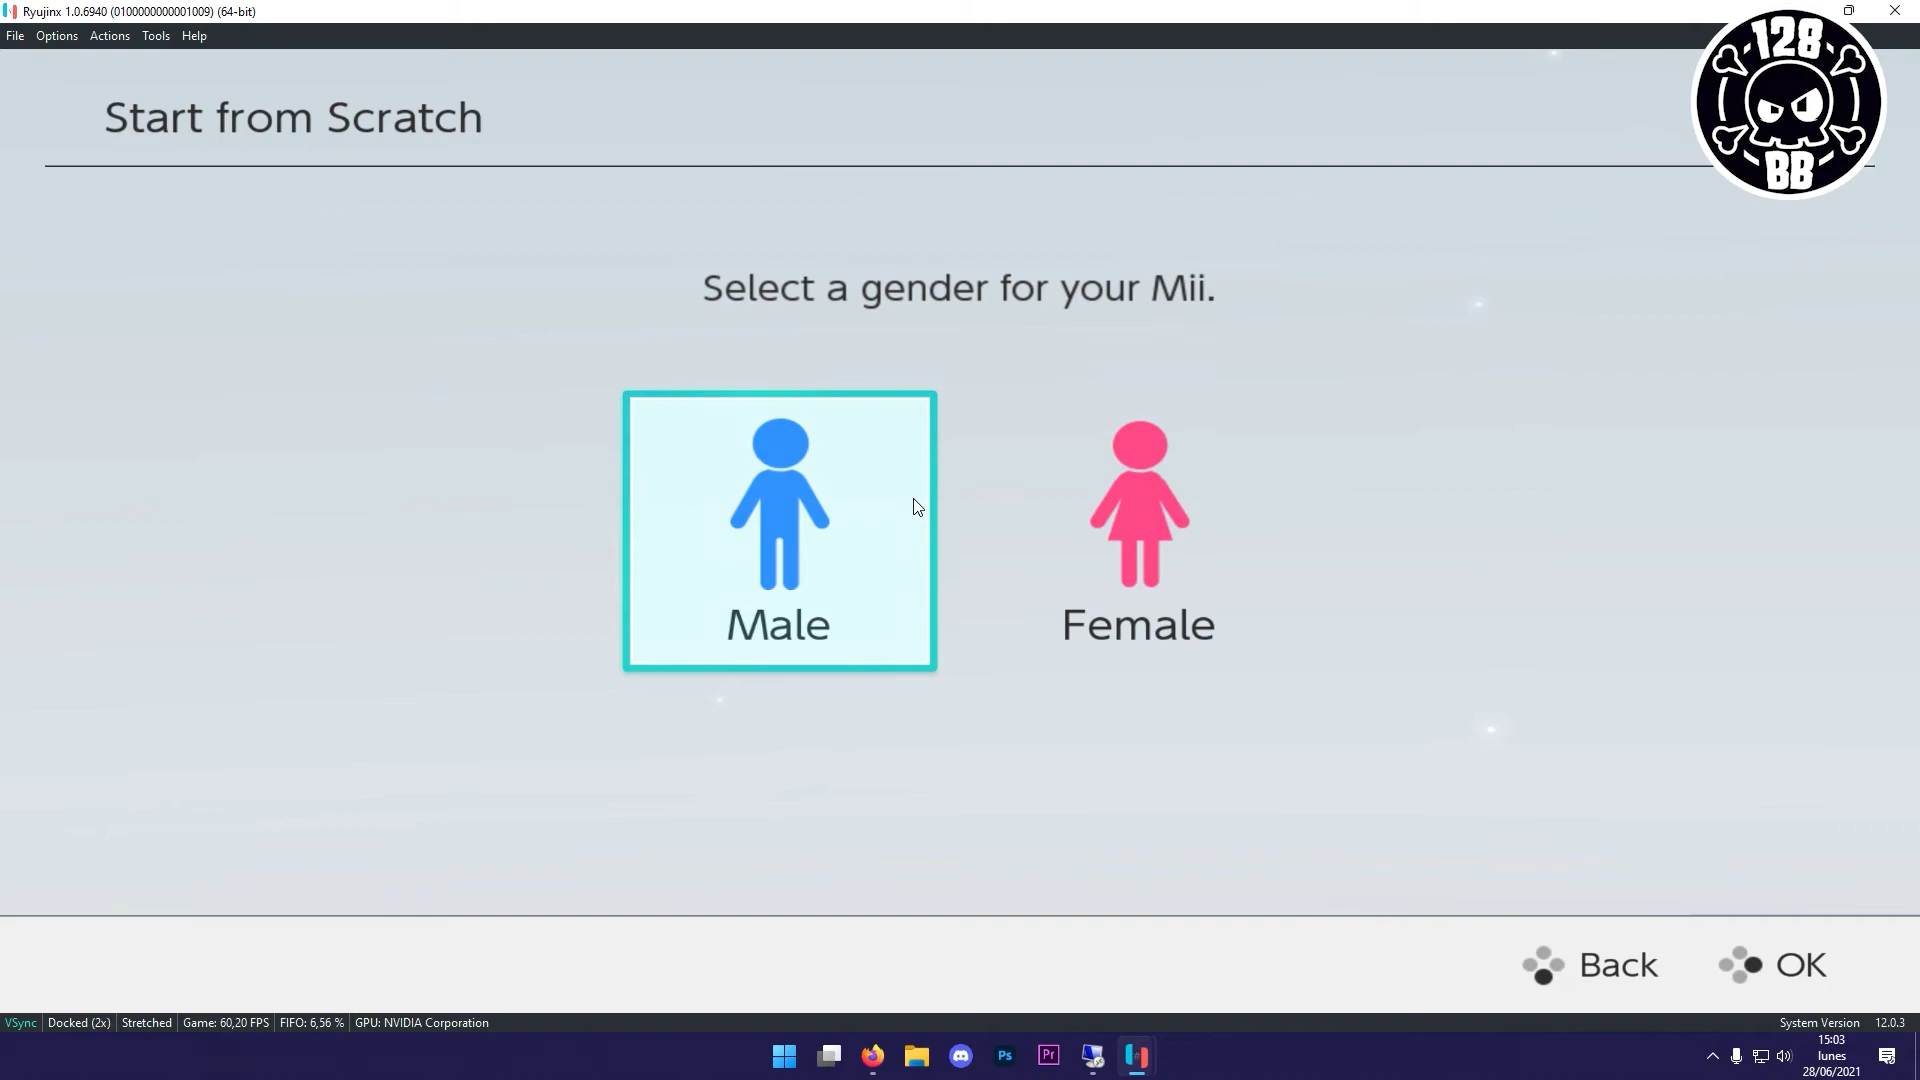 Ryujinx 1.0.6940 (0100000000001009) (64-bit)
File Options Actions Tools Help
128
BB
Start from Scratch
Select a gender for your Mii.
Male
Female
Back
OK
VSync Docked (2x) Stretched Game: 60,20 FPS FIFO: 6,56 % GPU: NVIDIA Corporation
System Version 12.0.3
Ps
Pr
15:03
lunes
28/06/2021